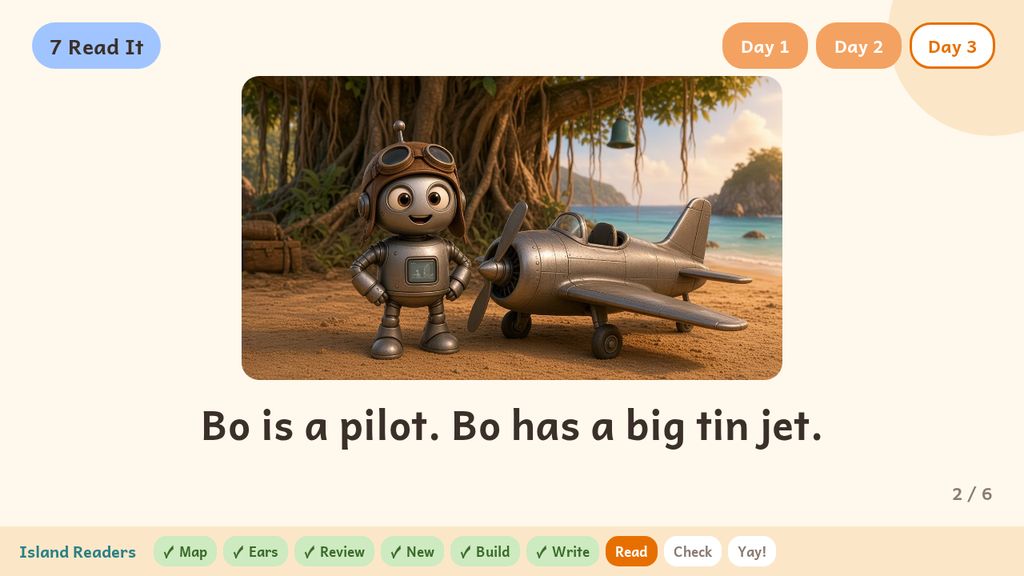 7 Read It
Day 1
Day 2
Day 3
Bo is a pilot. Bo has a big tin jet.
2 / 6
Island Readers
✓ Map
✓ Ears
✓ Review
✓ New
✓ Build
✓ Write
Read
Check
Yay!